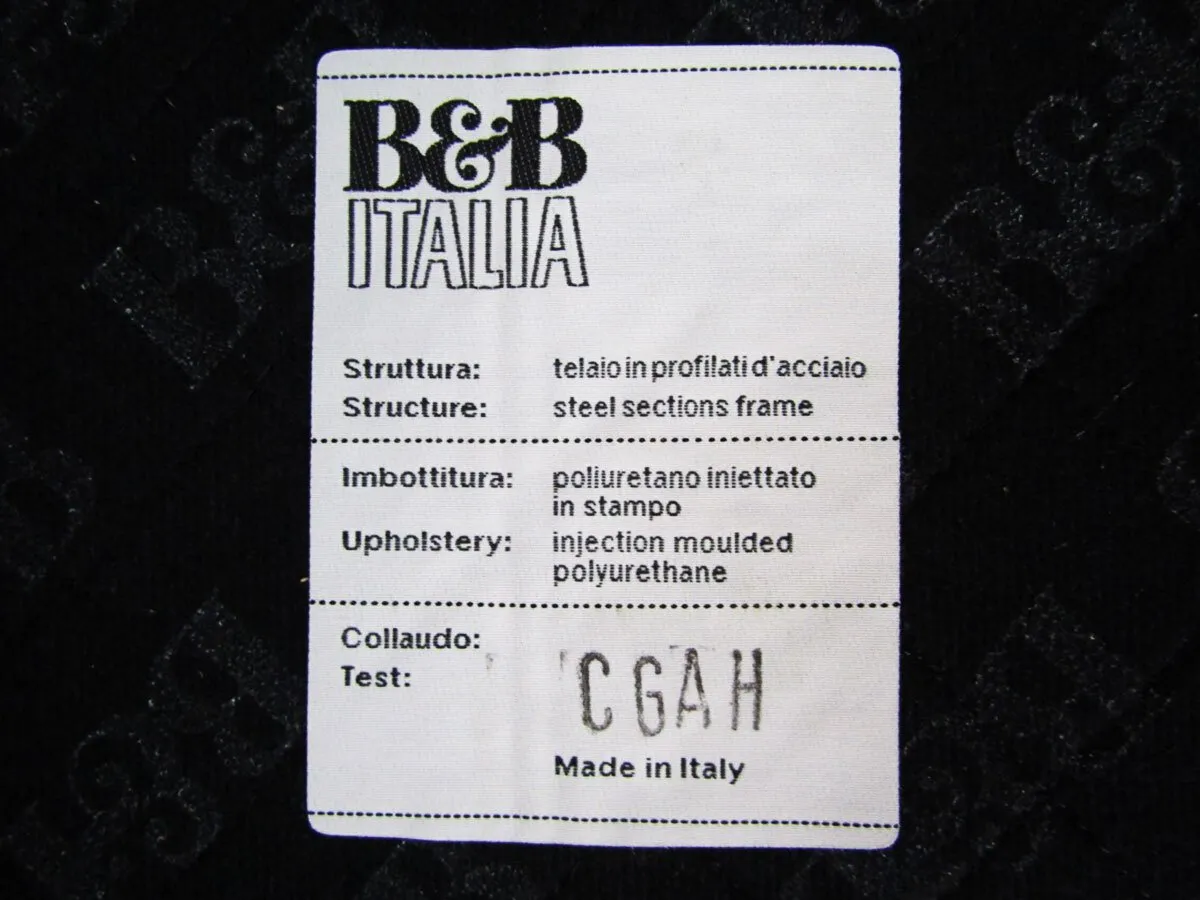 B&B
ITALIA
Struttura: telaio in profilati d'acciaio
Structure: steel sections frame
Imbottitura: poliuretano iniettato
in stampo
Upholstery: injection moulded
polyurethane
Collaudo:
Test: CGAH
Made in Italy